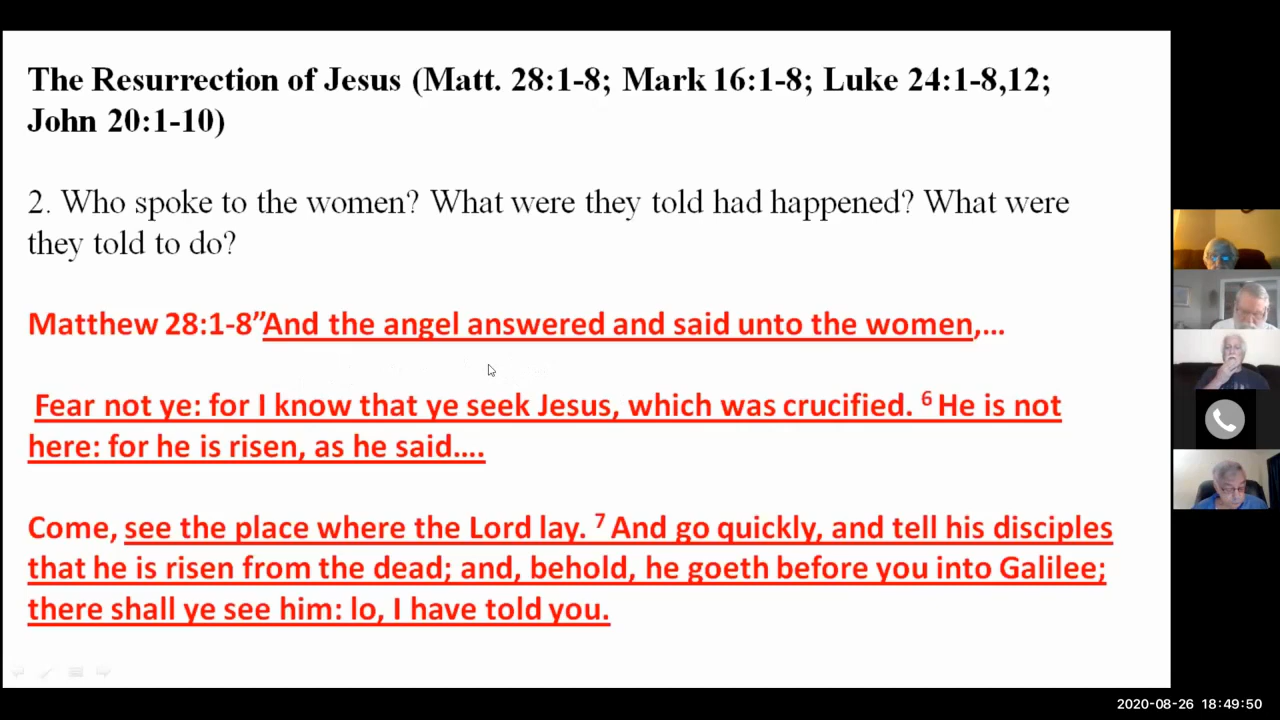 The Resurrection of Jesus (Matt. 28:1-8; Mark 16:1-8; Luke 24:1-8,12;
John 20:1-10)
2. Who spoke to the women? What were they told had happened? What were
they told to do?
Matthew 28:1-8”And the angel answered and said unto the women,…
Fear not ye: for I know that ye seek Jesus, which was crucified. ⁶ He is not
here: for he is risen, as he said….
Come, see the place where the Lord lay. ⁷ And go quickly, and tell his disciples
that he is risen from the dead; and, behold, he goeth before you into Galilee;
there shall ye see him: lo, I have told you.
2020-08-26 18:49:50